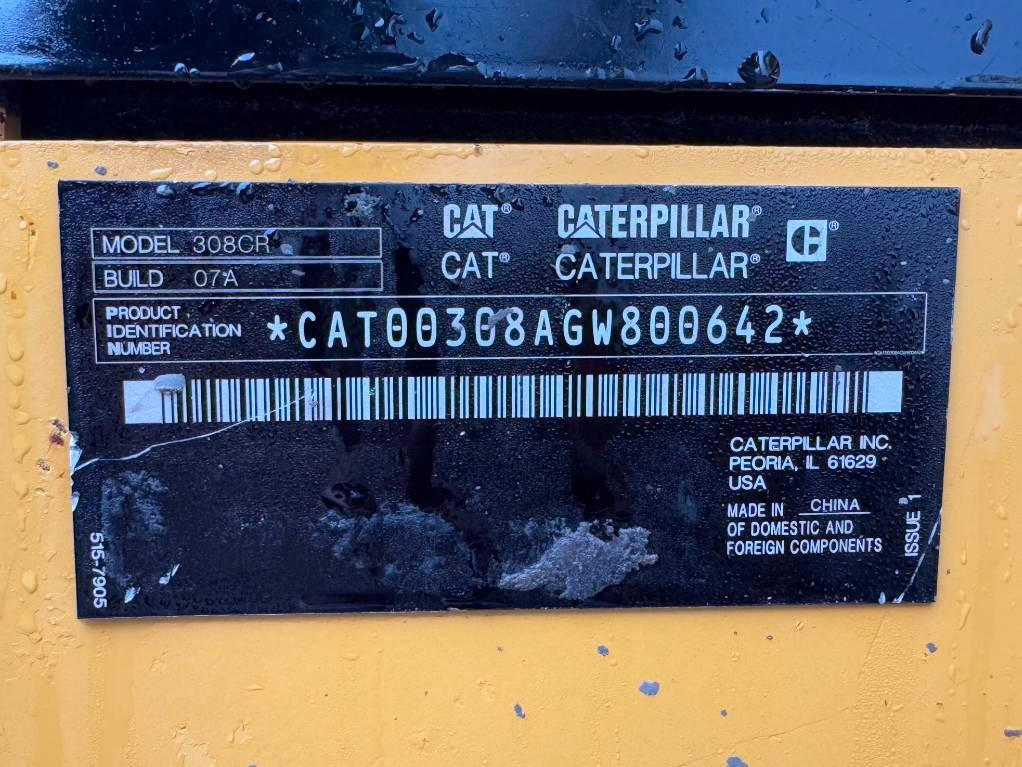 CAT® CATERPILLAR® C®
CAT® CATERPILLAR®
MODEL 308CR
BUILD 07A
PRODUCT IDENTIFICATION NUMBER *CAT00308AGW800642*
CATERPILLAR INC.
PEORIA, IL 61629
USA
MADE IN CHINA
OF DOMESTIC AND
FOREIGN COMPONENTS
ISSUE 1
515-7905